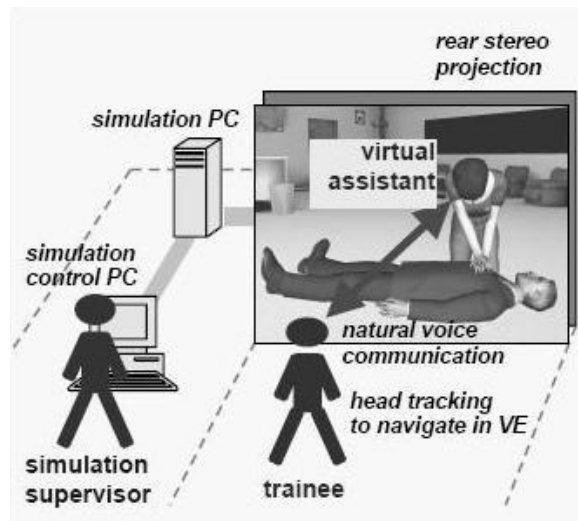 rear stereo
projection
simulation PC
virtual
assistant
simulation
control PC
natural voice
communication
head tracking
to navigate in VE
simulation
supervisor
trainee